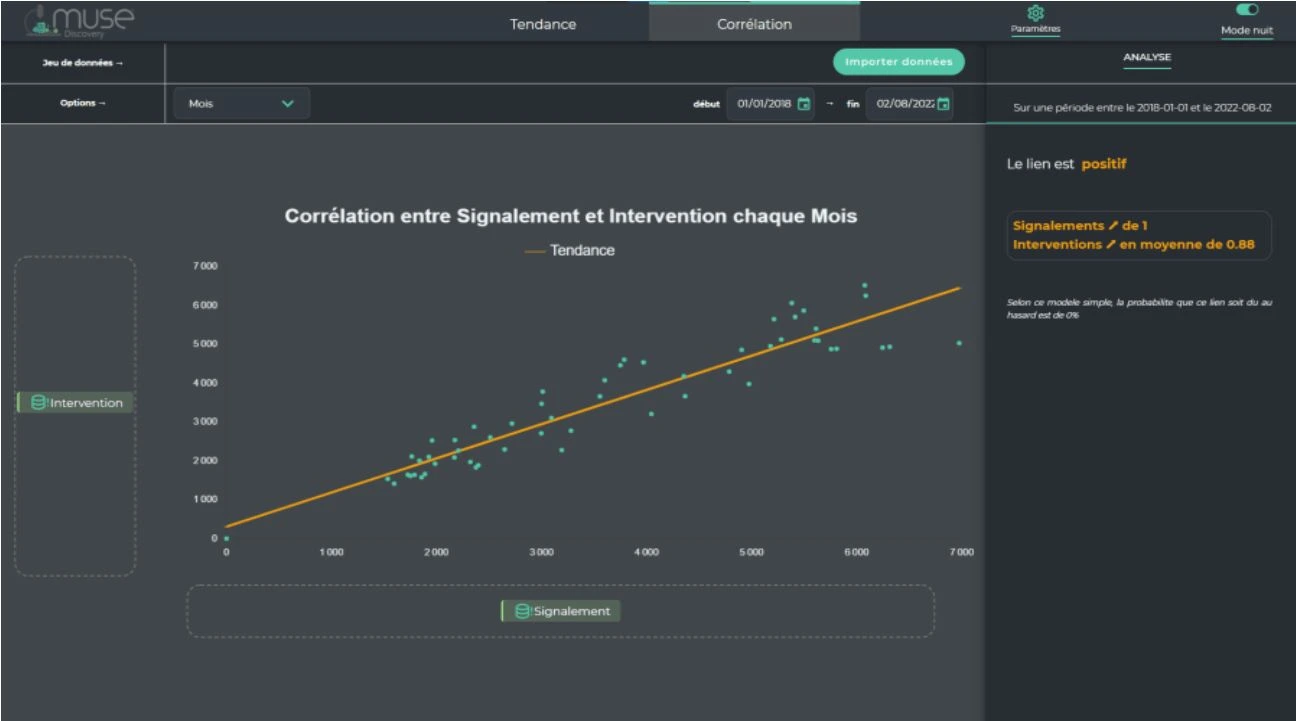 muse
Discovery
Tendance
Corrélation
Paramètres
Mode nuit
Jeu de données →
Importer données
ANALYSE
Options →
Mois
début 01/01/2018 → fin 02/08/2022
Sur une période entre le 2018-01-01 et le 2022-08-02
Le lien est positif
Signalements ↗ de 1
Interventions ↗ en moyenne de 0.88
Selon ce modele simple, la probabilite que ce lien soit du au
hasard est de 0%
Corrélation entre Signalement et Intervention chaque Mois
Tendance
7 000
6 000
5 000
4 000
3 000
2 000
1 000
0
0 1 000 2 000 3 000 4 000 5 000 6 000 7 000
Intervention
Signalement